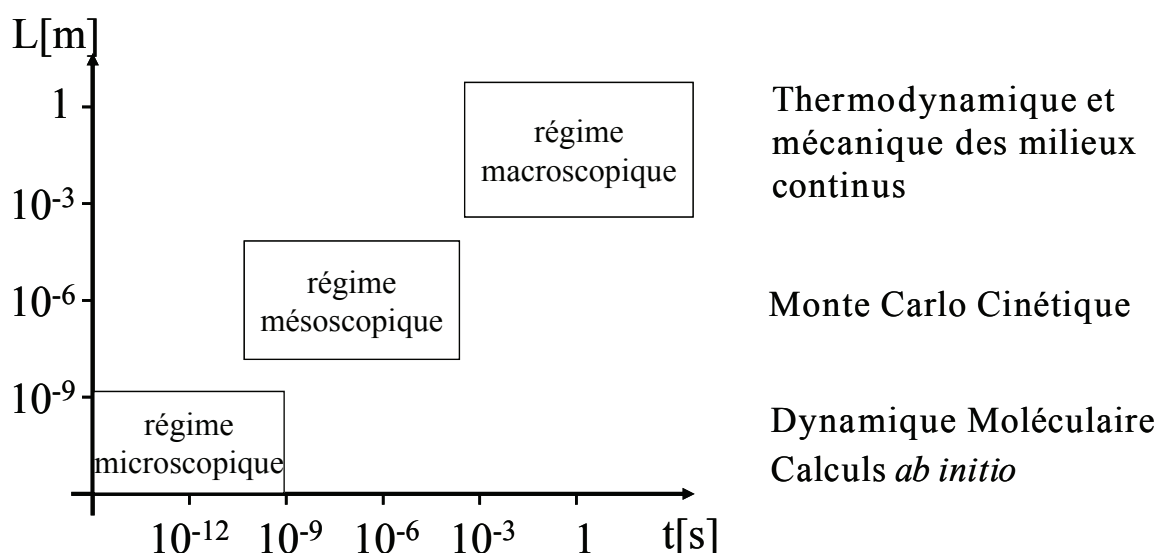 L[m]
1
régime
macroscopique
Thermodynamique et
mécanique des milieux
continus
10⁻³
régime
mésoscopique
10⁻⁶
Monte Carlo Cinétique
10⁻⁹
régime
microscopique
Dynamique Moléculaire
Calculs ab initio
10⁻¹² 10⁻⁹ 10⁻⁶ 10⁻³ 1 t[s]